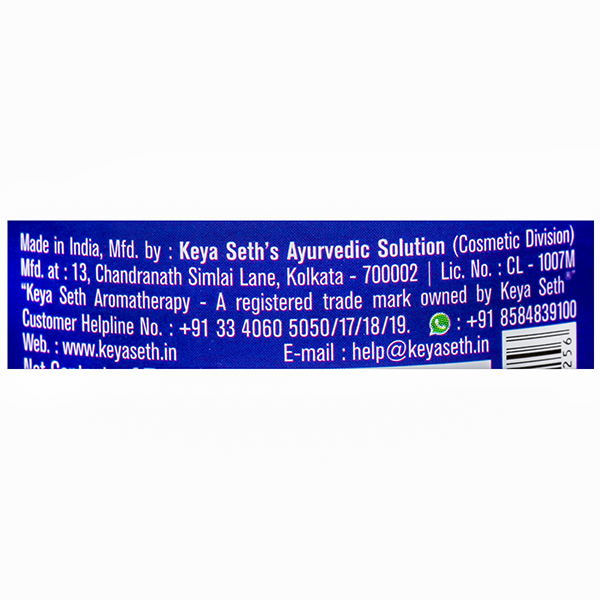 Made in India, Mfd. by : Keya Seth's Ayurvedic Solution (Cosmetic Division)
Mfd. at : 13, Chandranath Simlai Lane, Kolkata - 700002 | Lic. No. : CL - 1007M
"Keya Seth Aromatherapy - A registered trade mark owned by Keya Seth®"
Customer Helpline No. : +91 33 4060 5050/17/18/19. : +91 8584839100
Web. : www.keyaseth.in E-mail : help@keyaseth.in
256